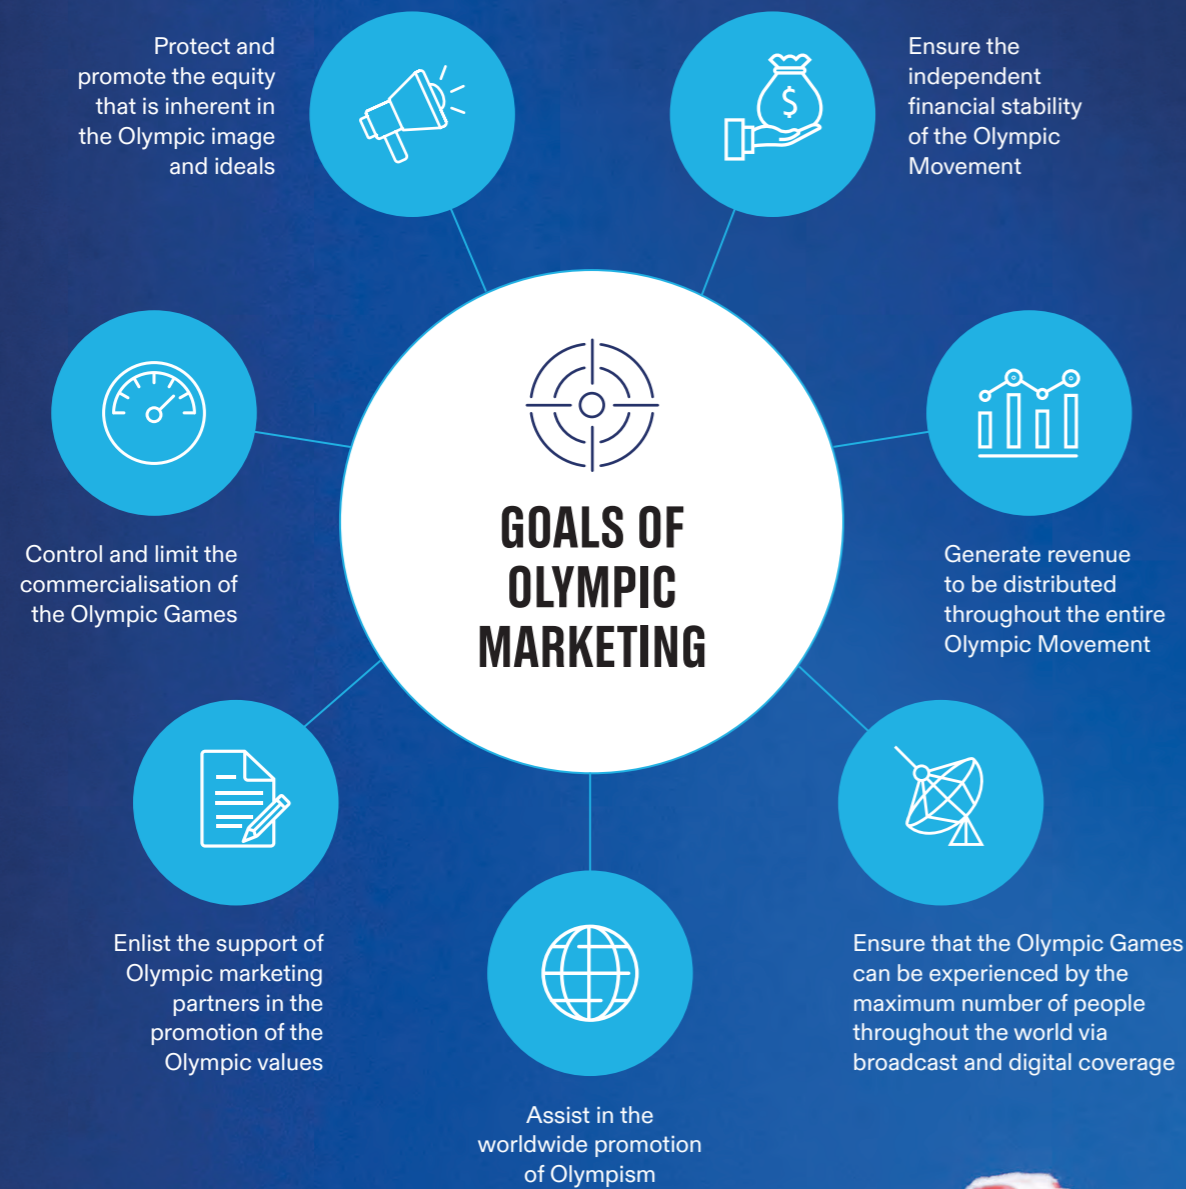 Protect and
promote the equity
that is inherent in
the Olympic image
and ideals
Ensure the
independent
financial stability
of the Olympic
Movement
$
GOALS OF
OLYMPIC
MARKETING
Control and limit the
commercialisation of
the Olympic Games
Generate revenue
to be distributed
throughout the entire
Olympic Movement
Enlist the support of
Olympic marketing
partners in the
promotion of the
Olympic values
Ensure that the Olympic Games
can be experienced by the
maximum number of people
throughout the world via
broadcast and digital coverage
Assist in the
worldwide promotion
of Olympism